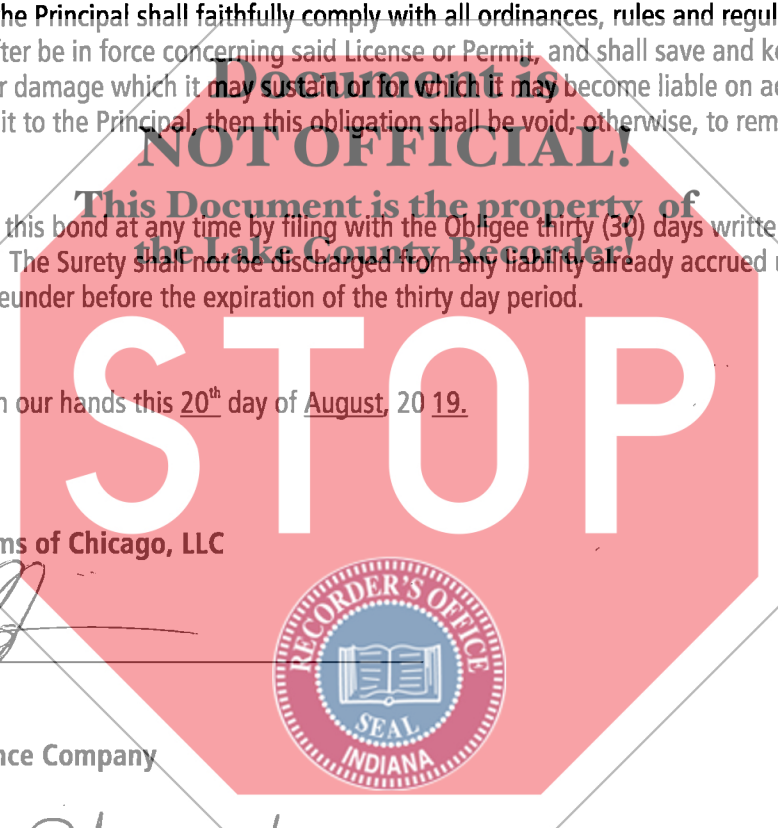 he Principal shall faithfully comply with all ordinances, rules and regul
fter be in force concerning said License or Permit, and shall save and k
Document is
r damage which it may sustain or for which it may become liable on a
it to the Principal, then this obligation shall be void; otherwise, to rem
NOT OFFICIAL!
This Document is the property of
this bond at any time by filing with the Obligee thirty (30) days writte
the Lake County Recorder!
The Surety shall not be discharged from any liability already accrued
eunder before the expiration of the thirty day period.
STOP
our hands this 20th day of August, 20 19.
ms of Chicago, LLC
RECORDER'S OFFICE
SEAL
INDIANA
nce Company